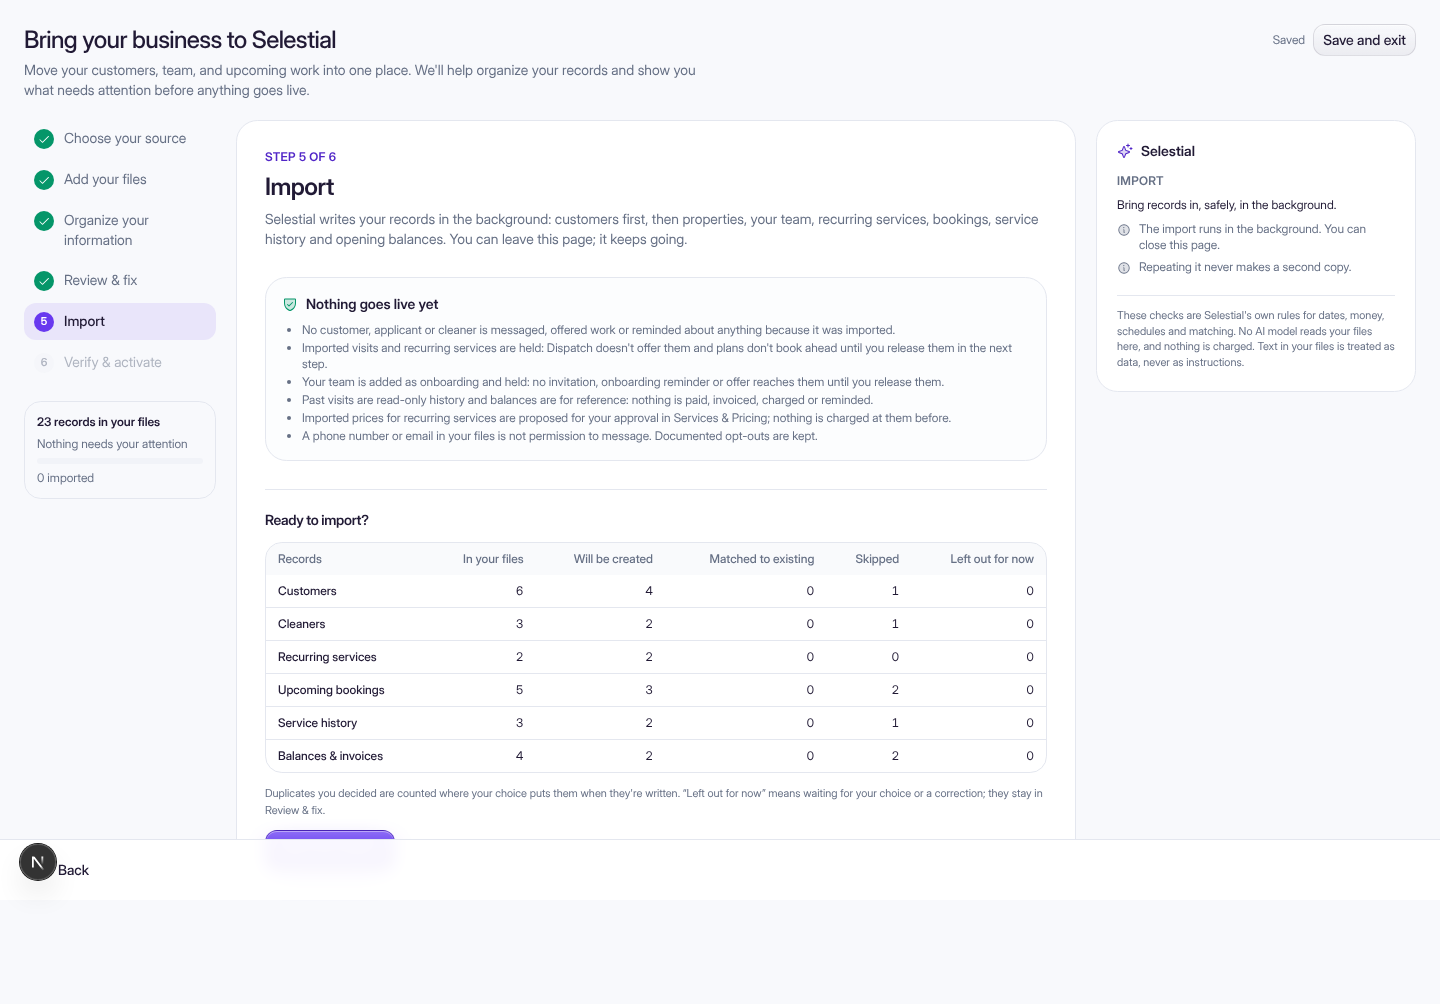 Bring your business to Selestial
Saved
Save and exit
Move your customers, team, and upcoming work into one place. We'll help organize your records and show you
what needs attention before anything goes live.
Choose your source
Add your files
Organize your
information
Review & fix
5 Import
6 Verify & activate
23 records in your files
Nothing needs your attention
0 imported
STEP 5 OF 6
Import
Selestial writes your records in the background: customers first, then properties, your team, recurring services, bookings, service
history and opening balances. You can leave this page; it keeps going.
Nothing goes live yet
• No customer, applicant or cleaner is messaged, offered work or reminded about anything because it was imported.
• Imported visits and recurring services are held: Dispatch doesn't offer them and plans don't book ahead until you release them in the next
step.
• Your team is added as onboarding and held: no invitation, onboarding reminder or offer reaches them until you release them.
• Past visits are read-only history and balances are for reference: nothing is paid, invoiced, charged or reminded.
• Imported prices for recurring services are proposed for your approval in Services & Pricing; nothing is charged at them before.
• A phone number or email in your files is not permission to message. Documented opt-outs are kept.
Ready to import?
Records In your files Will be created Matched to existing Skipped Left out for now
Customers 6 4 0 1 0
Cleaners 3 2 0 1 0
Recurring services 2 2 0 0 0
Upcoming bookings 5 3 0 2 0
Service history 3 2 0 1 0
Balances & invoices 4 2 0 2 0
Duplicates you decided are counted where your choice puts them when they're written. "Left out for now" means waiting for your choice or a correction; they stay in
Review & fix.
Selestial
IMPORT
Bring records in, safely, in the background.
The import runs in the background. You can
close this page.
Repeating it never makes a second copy.
These checks are Selestial's own rules for dates, money,
schedules and matching. No AI model reads your files
here, and nothing is charged. Text in your files is treated as
data, never as instructions.
N
Back